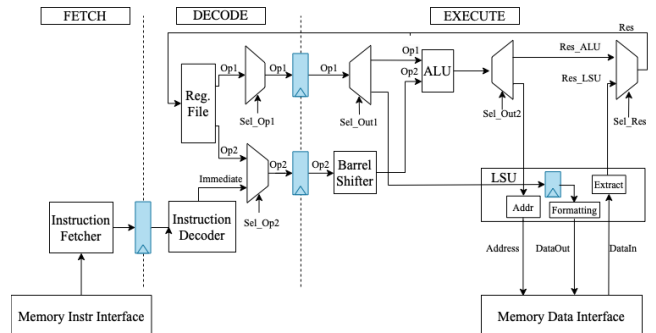 FETCH
DECODE
EXECUTE
Res
Op1
Op1
Op1
Op1
Op1
Op2
Res_ALU
Res_LSU
Reg.
File
ALU
Sel_Op1
Sel_Out1
Sel_Out2
Sel_Res
Op2
Op2
Op2
Immediate
Barrel
Shifter
LSU
Extract
Addr
Formatting
Instruction
Fetcher
Instruction
Decoder
Sel_Op2
Address
DataOut
DataIn
Memory Instr Interface
Memory Data Interface